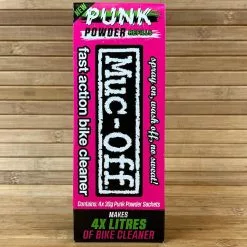 NEW
PUNK
POWDER
REFILLS
fast action bike cleaner
Muc-Off
spray on, wash off, no sweat!
Contains: 4x 30g Punk Powder Sachets
MAKES
4X LITRES
OF BIKE CLEANER